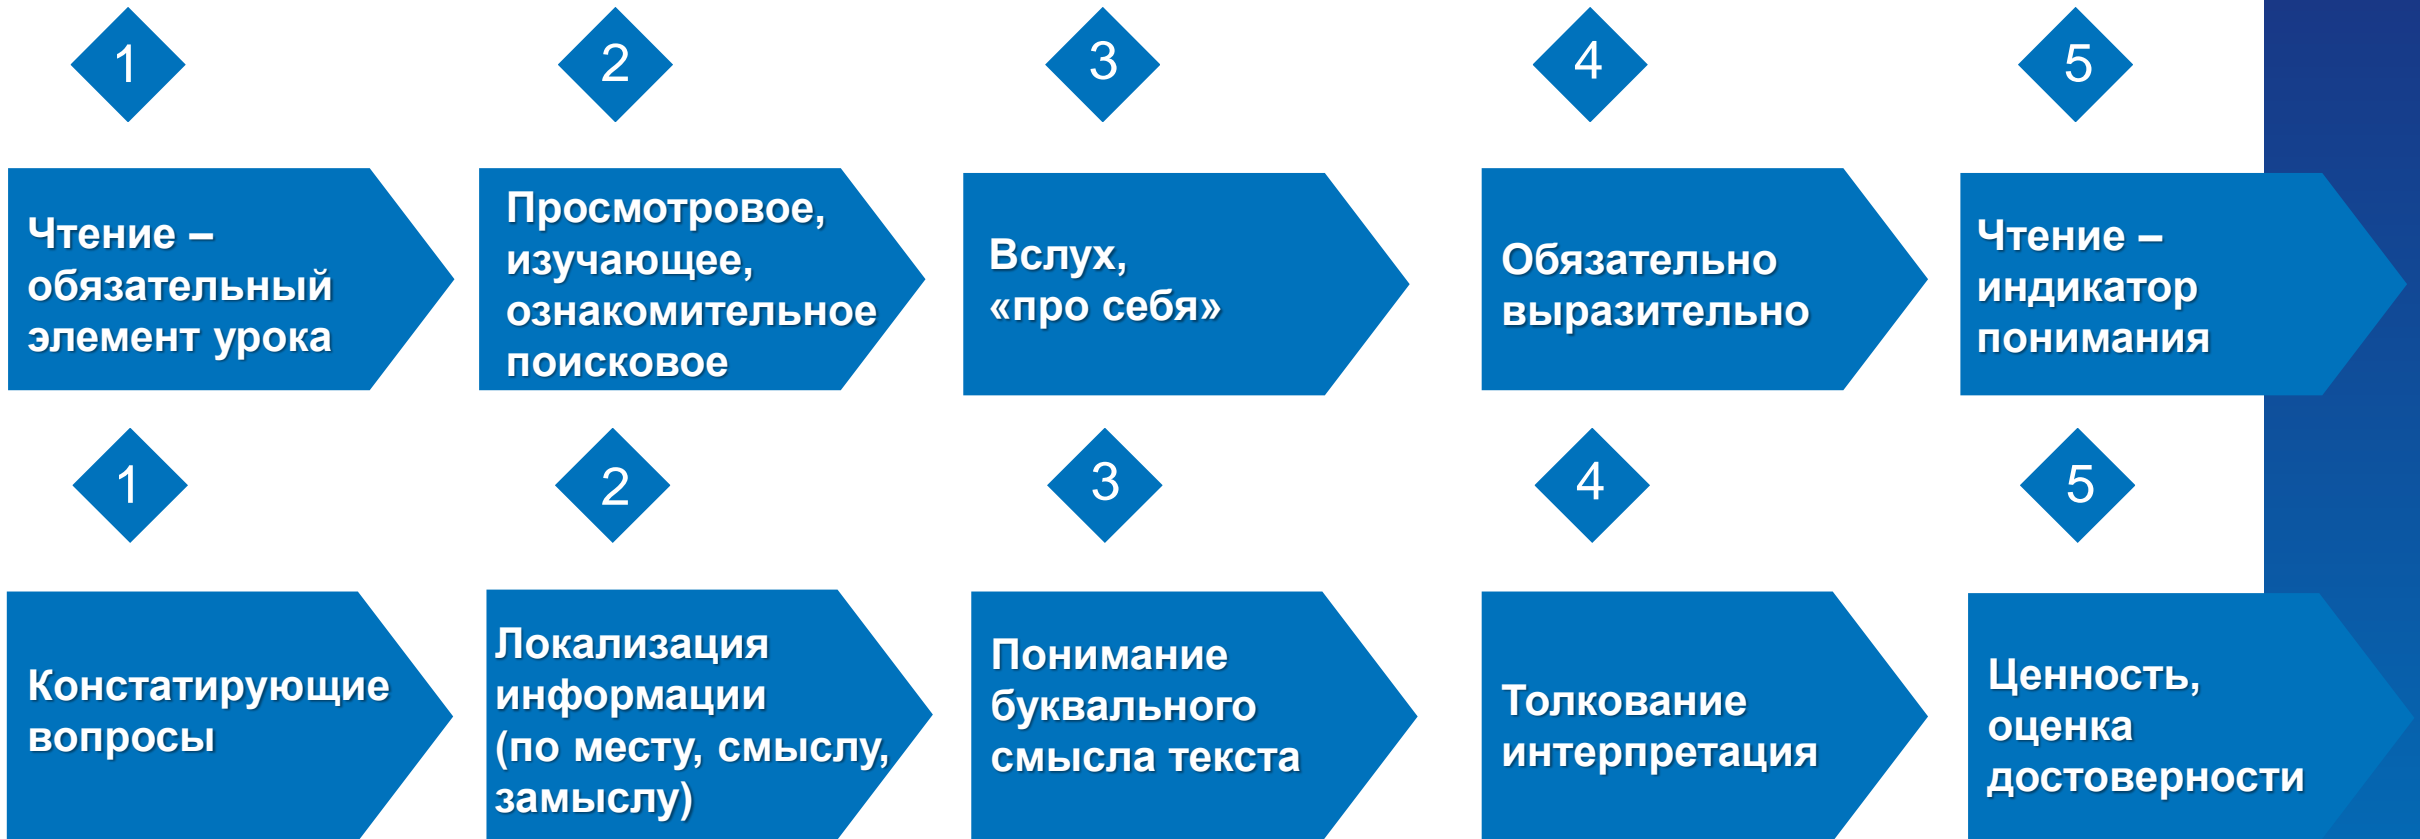 1
2
3
4
5
Чтение –
обязательный
элемент урока
Просмотровое,
изучающее,
ознакомительное
поисковое
Вслух,
«про себя»
Обязательно
выразительно
Чтение –
индикатор
понимания
1
2
3
4
5
Констатирующие
вопросы
Локализация
информации
(по месту, смыслу,
замыслу)
Понимание
буквального
смысла текста
Толкование
интерпретация
Ценность,
оценка
достоверности